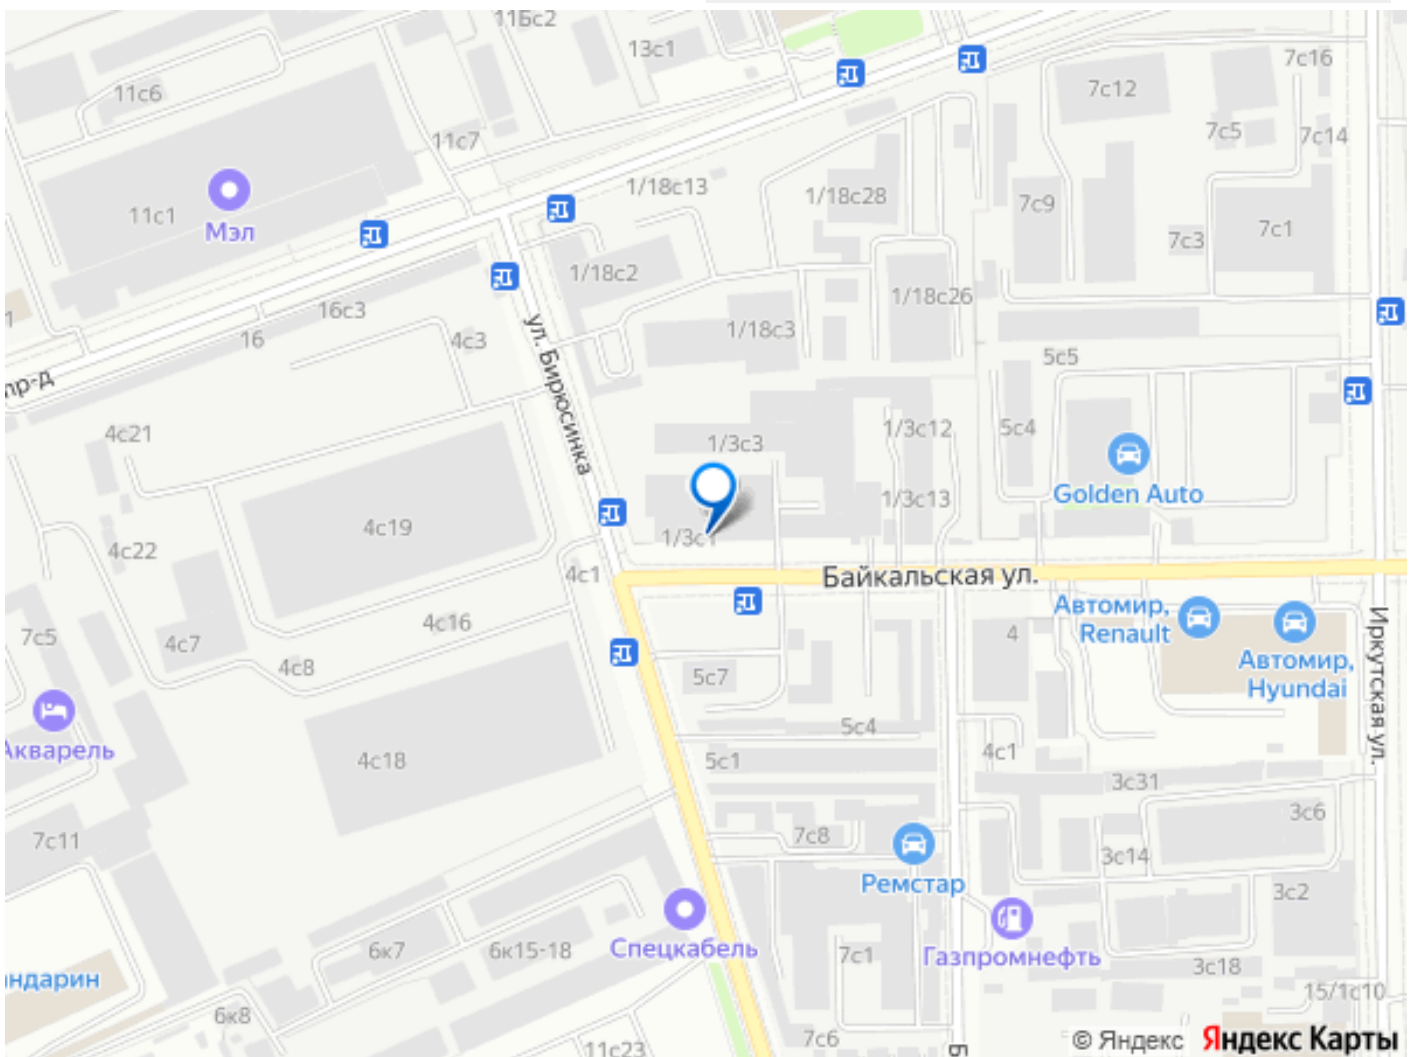 11Бс2
13с1
7с16
11с6
7с12
11с7
7с5
7с14
1/18с13
1/18с28
7с9
11с1
Мэл
7с3
7с1
1/18с2
1/18с26
16с3
16
4с3
1/18с3
ул. Бирюсинка
5с5
пр-д
4с21
1/3с3
1/3с12
5с4
Golden Auto
4с19
1/3с13
1/3с1
4с22
4с1
Байкальская ул.
Автомир,
Renault
Иркутская ул.
4с16
4
7с5
4с7
4с8
5с7
Автомир,
Hyundai
Акварель
5с4
4с18
5с1
4с1
3с31
3с6
7с11
7с8
3с14
Ремстар
3с2
Спецкабель
6к7
6к15-18
7с1
Газпромнефть
3с18
ндарин
15/1с10
6к8
7с6
11с23
Б
© Яндекс Яндекс Карты